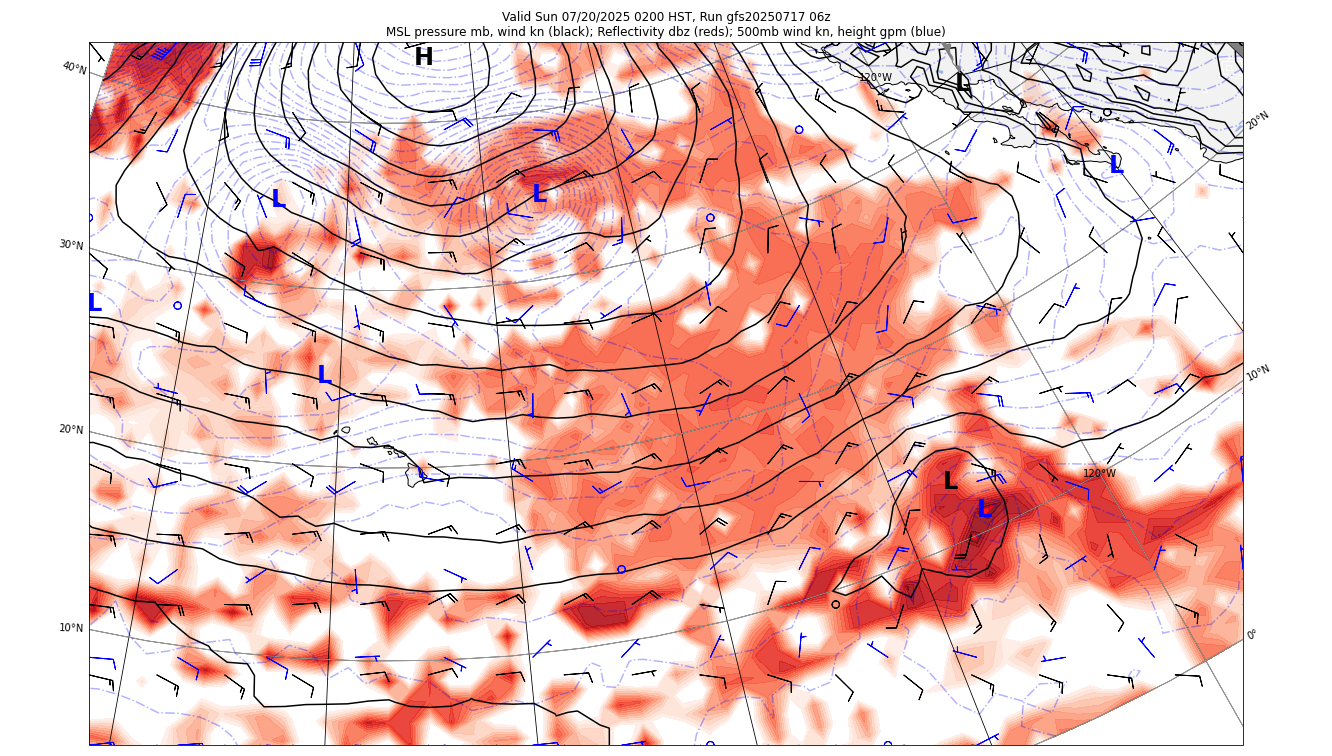 Valid Sun 07/20/2025 0200 HST, Run gfs20250717 06z
MSL pressure mb, wind kn (black); Reflectivity dbz (reds); 500mb wind kn, height gpm (blue)
H
40°N
120°W
L
20°N
L
L
L
30°N
L
L
10°N
20°N
120°W
L
L
10°N
0°